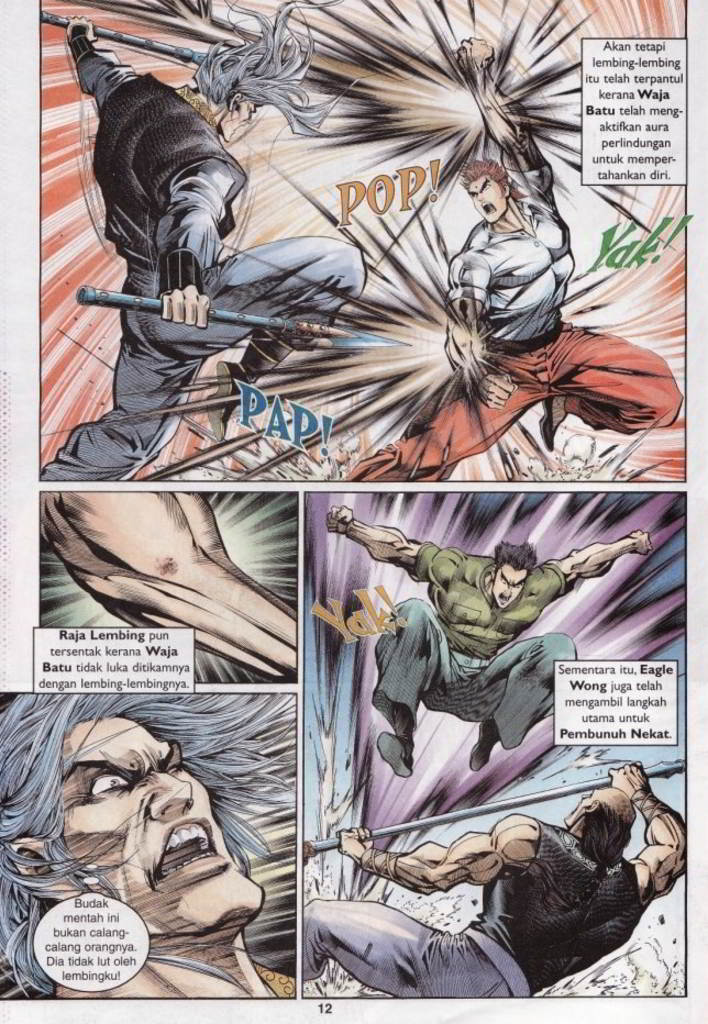 Akan tetapi
lembing-lembing
itu telah terpantul
kerana Waja
Batu telah meng-
aktifkan aura
perlindungan
untuk memper-
tahankan diri.
POP!
Yak!
PAP!
Raja Lembing pun
tersentak kerana Waja
Batu tidak luka ditikamnya
dengan lembing-lembingnya.
Yak!
Sementara itu, Eagle
Wong juga telah
mengambil langkah
utama untuk
Pembunuh Nekat.
Budak
mentah ini
bukan calang-
calang orangnya.
Dia tidak lut oleh
lembingku!
12